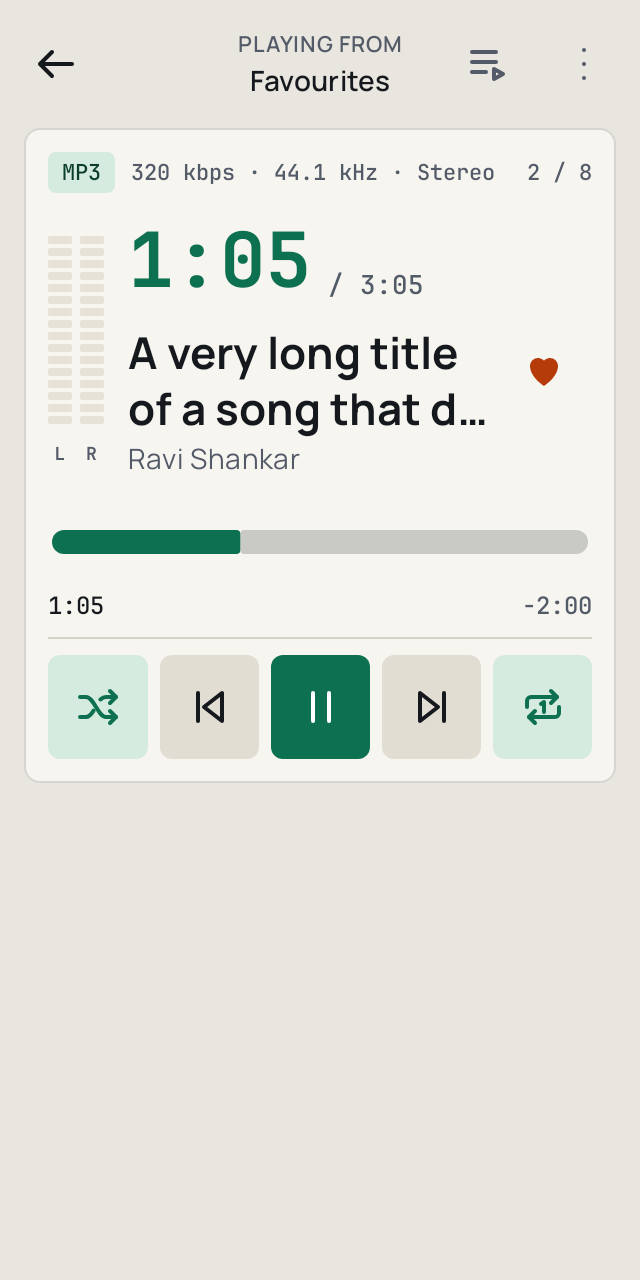 PLAYING FROM
Favourites
MP3 320 kbps · 44.1 kHz · Stereo 2 / 8
1:05 / 3:05
A very long title
of a song that d…
Ravi Shankar
L R
1:05 -2:00
1